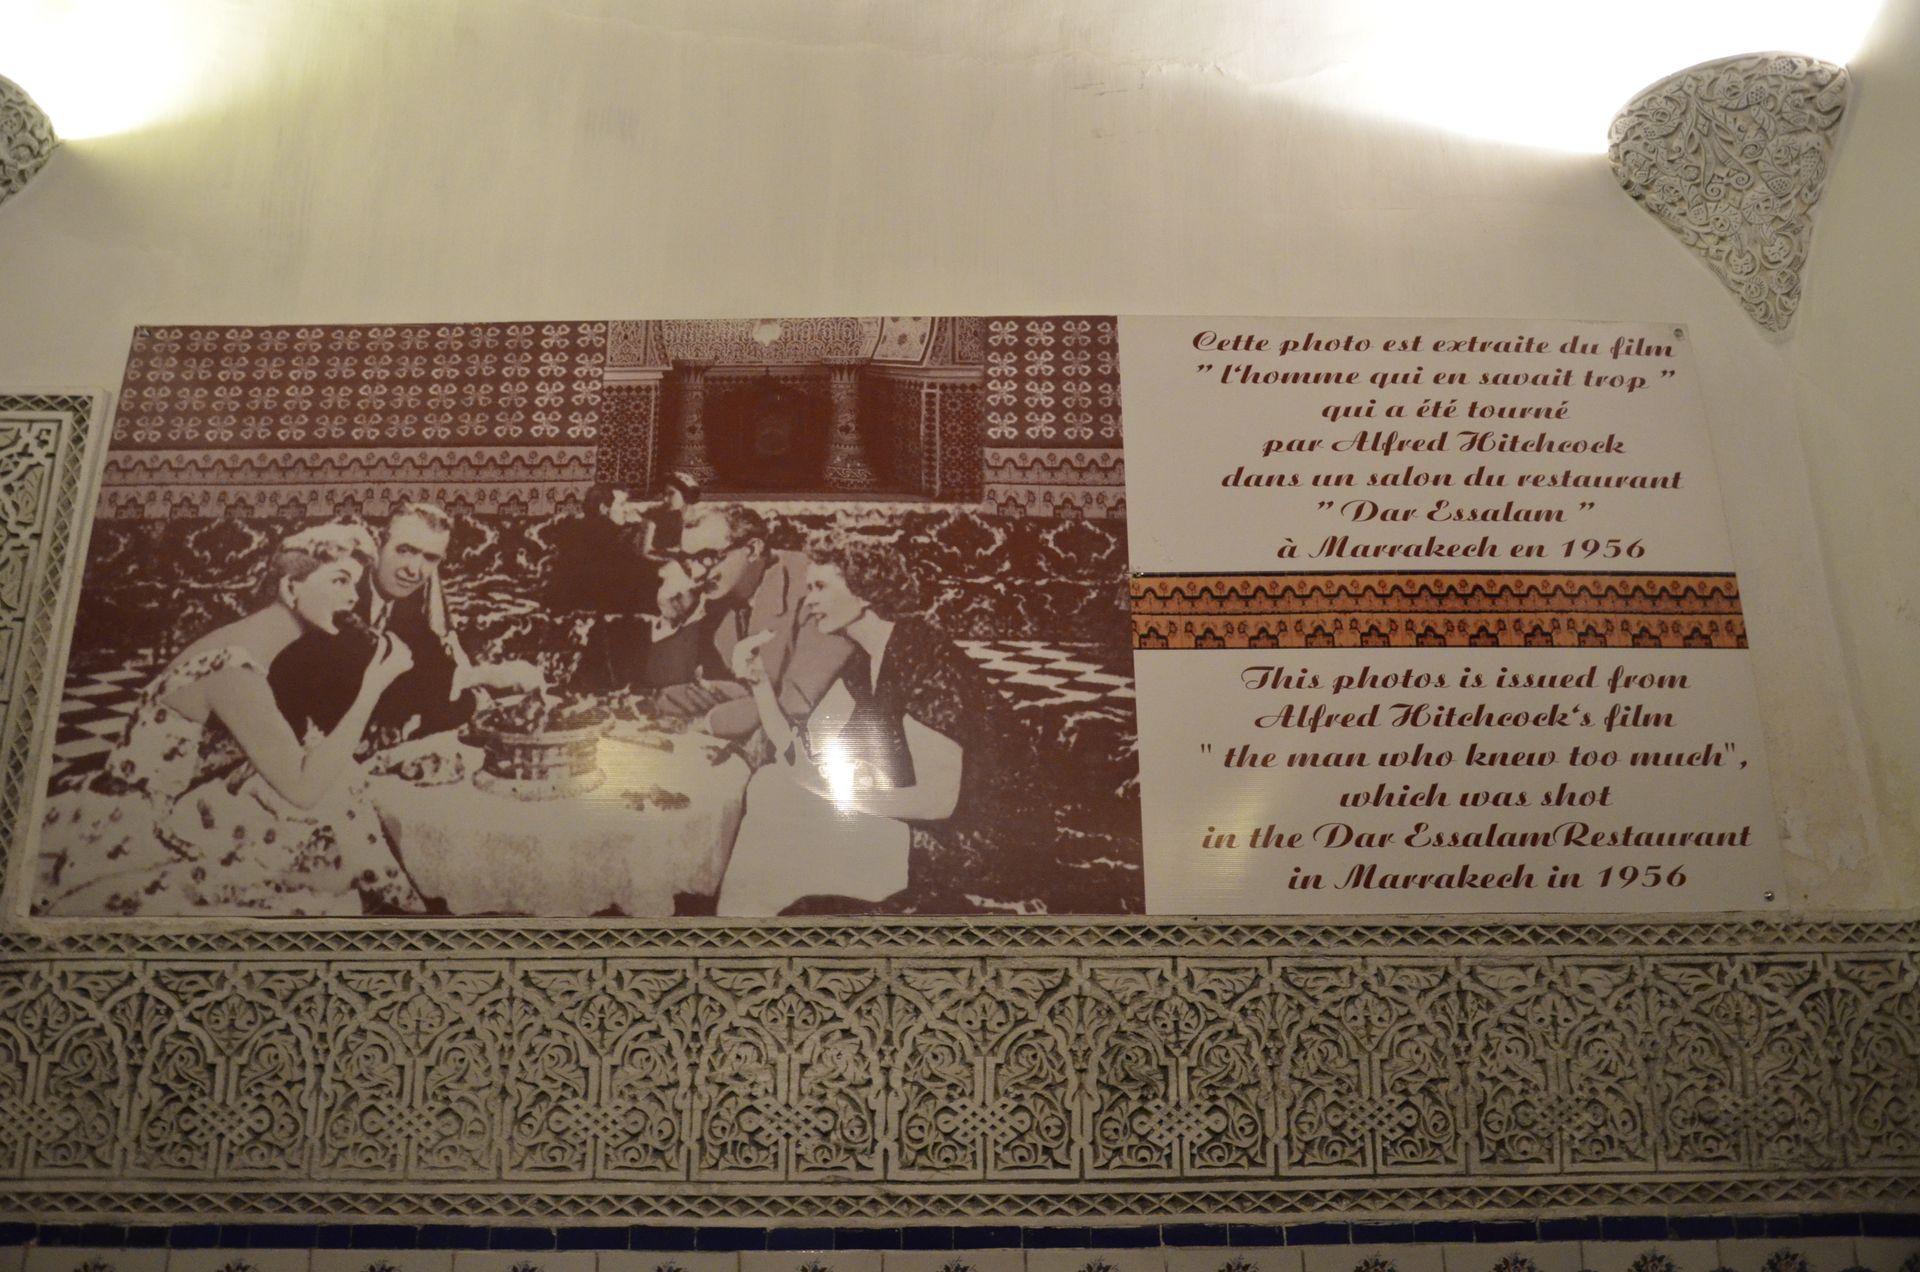 Cette photo est extraite du film
" l'homme qui en savait trop "
qui a été tourné
par Alfred Hitchcock
dans un salon du restaurant
" Dar Essalam "
à Marrakech en 1956
This photos is issued from
Alfred Hitchcock's film
" the man who knew too much",
which was shot
in the Dar Essalam Restaurant
in Marrakech in 1956